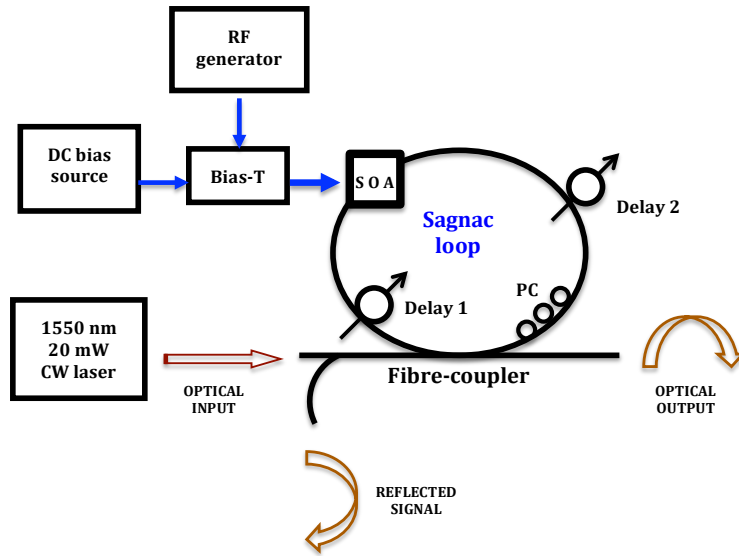 RF
generator
DC bias
source
Bias-T
S O A
Delay 2
Sagnac
loop
PC
Delay 1
1550 nm
20 mW
CW laser
Fibre-coupler
OPTICAL
INPUT
OPTICAL
OUTPUT
REFLECTED
SIGNAL